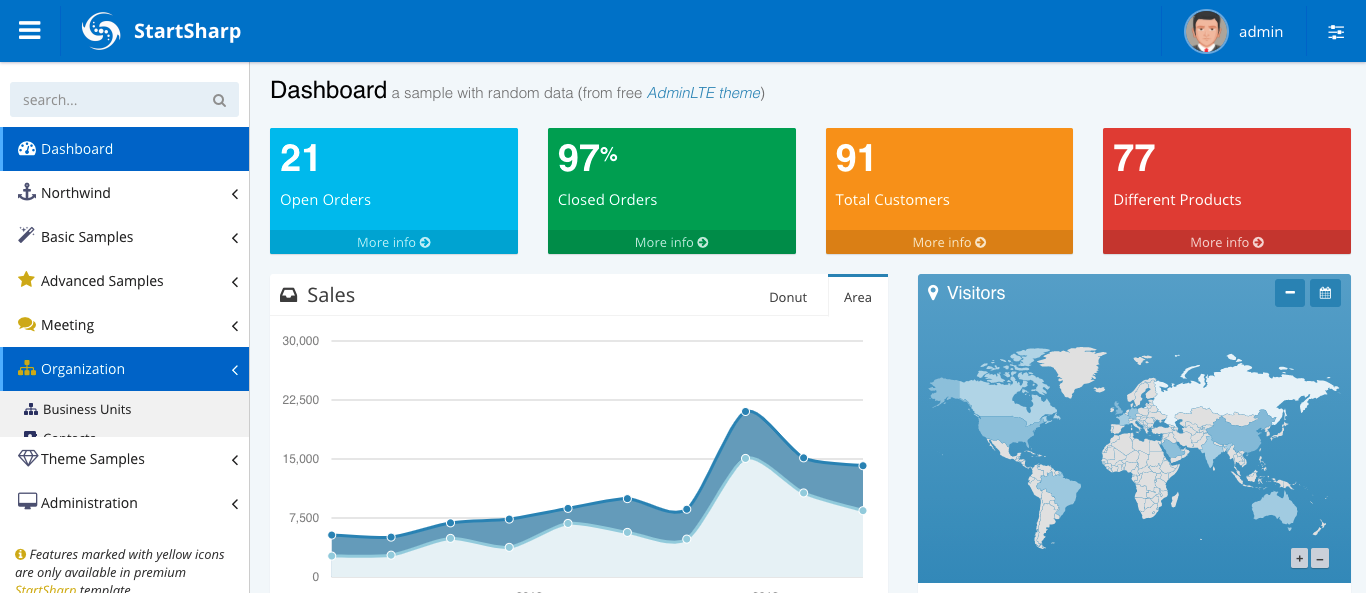 StartSharp
admin
search...
Dashboard
Northwind
Basic Samples
Advanced Samples
Meeting
Organization
Business Units
Contacts
Theme Samples
Administration
Features marked with yellow icons
are only available in premium
StartSharp template
Dashboard a sample with random data (from free AdminLTE theme)
21
Open Orders
More info
97%
Closed Orders
More info
91
Total Customers
More info
77
Different Products
More info
Sales
Donut
Area
30,000
22,500
15,000
7,500
0
Visitors
+
−